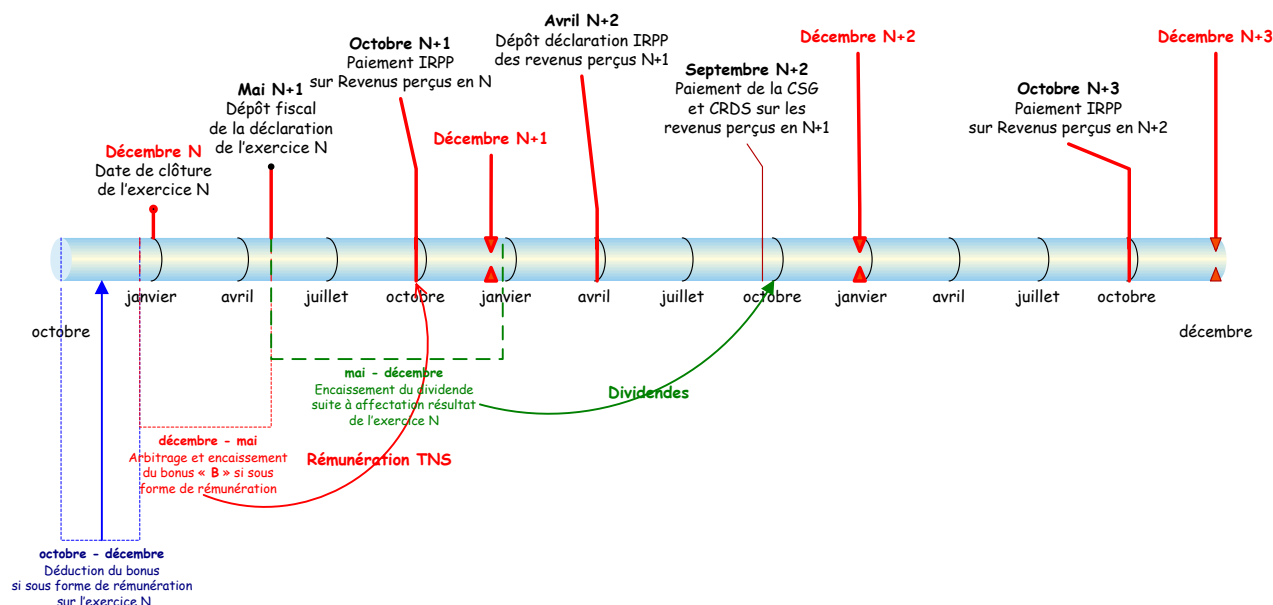 Décembre N
Date de clôture
de l'exercice N
Mai N+1
Dépôt fiscal
de la déclaration
de l'exercice N
Octobre N+1
Paiement IRPP
sur Revenus perçus en N
Décembre N+1
Avril N+2
Dépôt déclaration IRPP
des revenus perçus N+1
Septembre N+2
Paiement de la CSG
et CRDS sur les
revenus perçus en N+1
Décembre N+2
Octobre N+3
Paiement IRPP
sur Revenus perçus en N+2
Décembre N+3
janvier
avril
juillet
octobre
janvier
avril
juillet
octobre
janvier
avril
juillet
octobre
octobre
décembre
mai - décembre
Encaissement du dividende
suite à affectation résultat
de l'exercice N
Dividendes
décembre - mai
Arbitrage et encaissement
du bonus « B » si sous
forme de rémunération
Rémunération TNS
octobre - décembre
Déduction du bonus
si sous forme de rémunération
sur l'exercice N